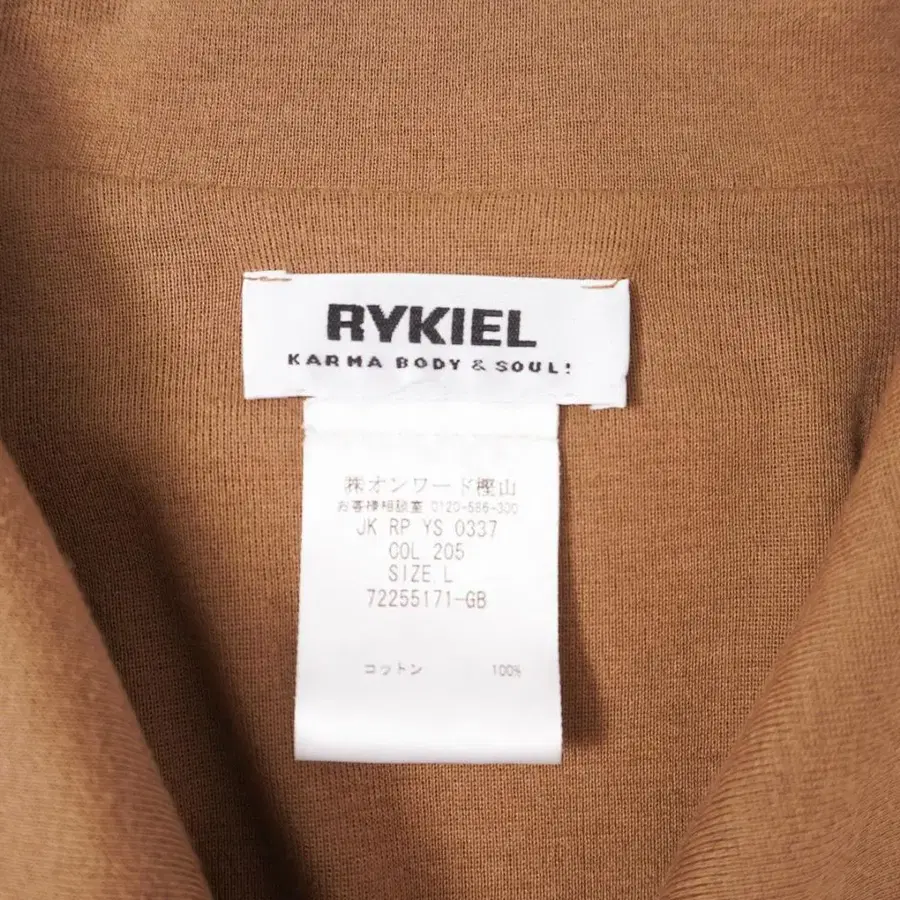 RYKIEL
KARMA BODY & SOUL!
㈱オンワード樫山
お客様相談室 0120-586-300
JK RP YS 0337
COL 205
SIZE L
72255171-GB
コットン 100%